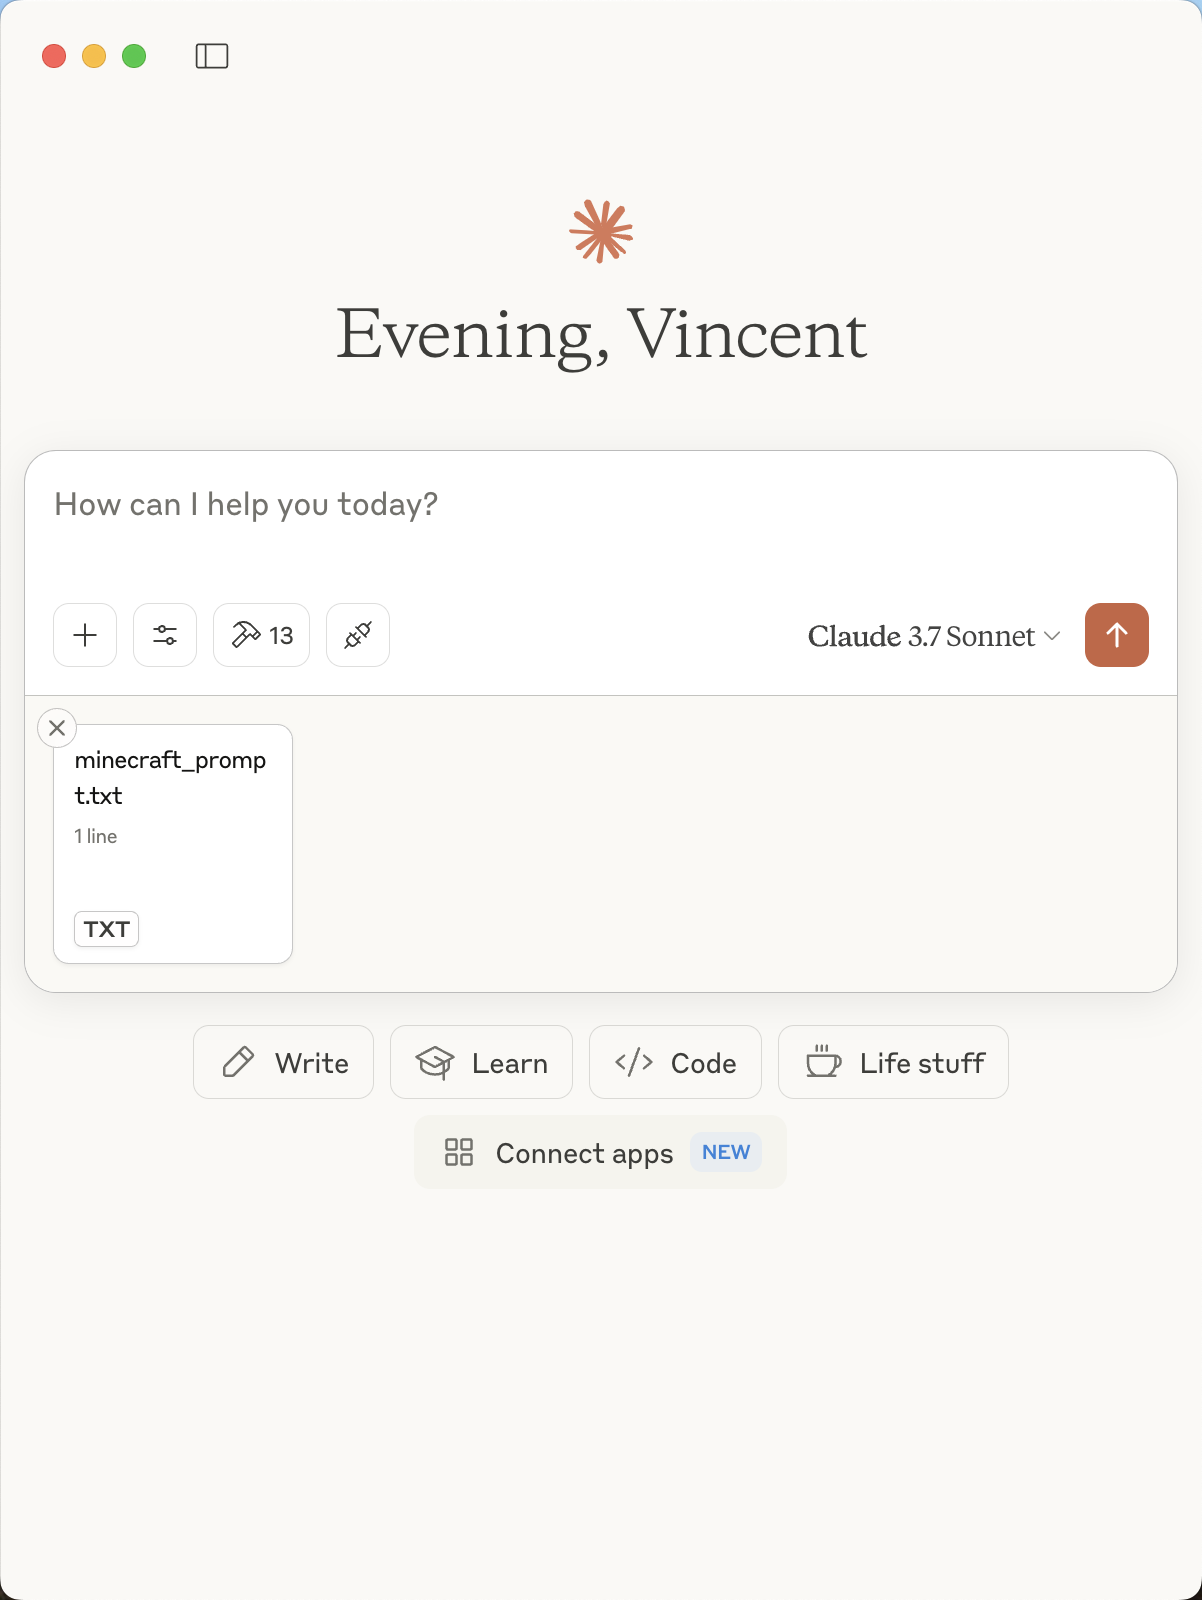 Evening, Vincent
How can I help you today?
13
Claude 3.7 Sonnet
minecraft_promp
t.txt
1 line
TXT
Write
Learn
Code
Life stuff
Connect apps NEW